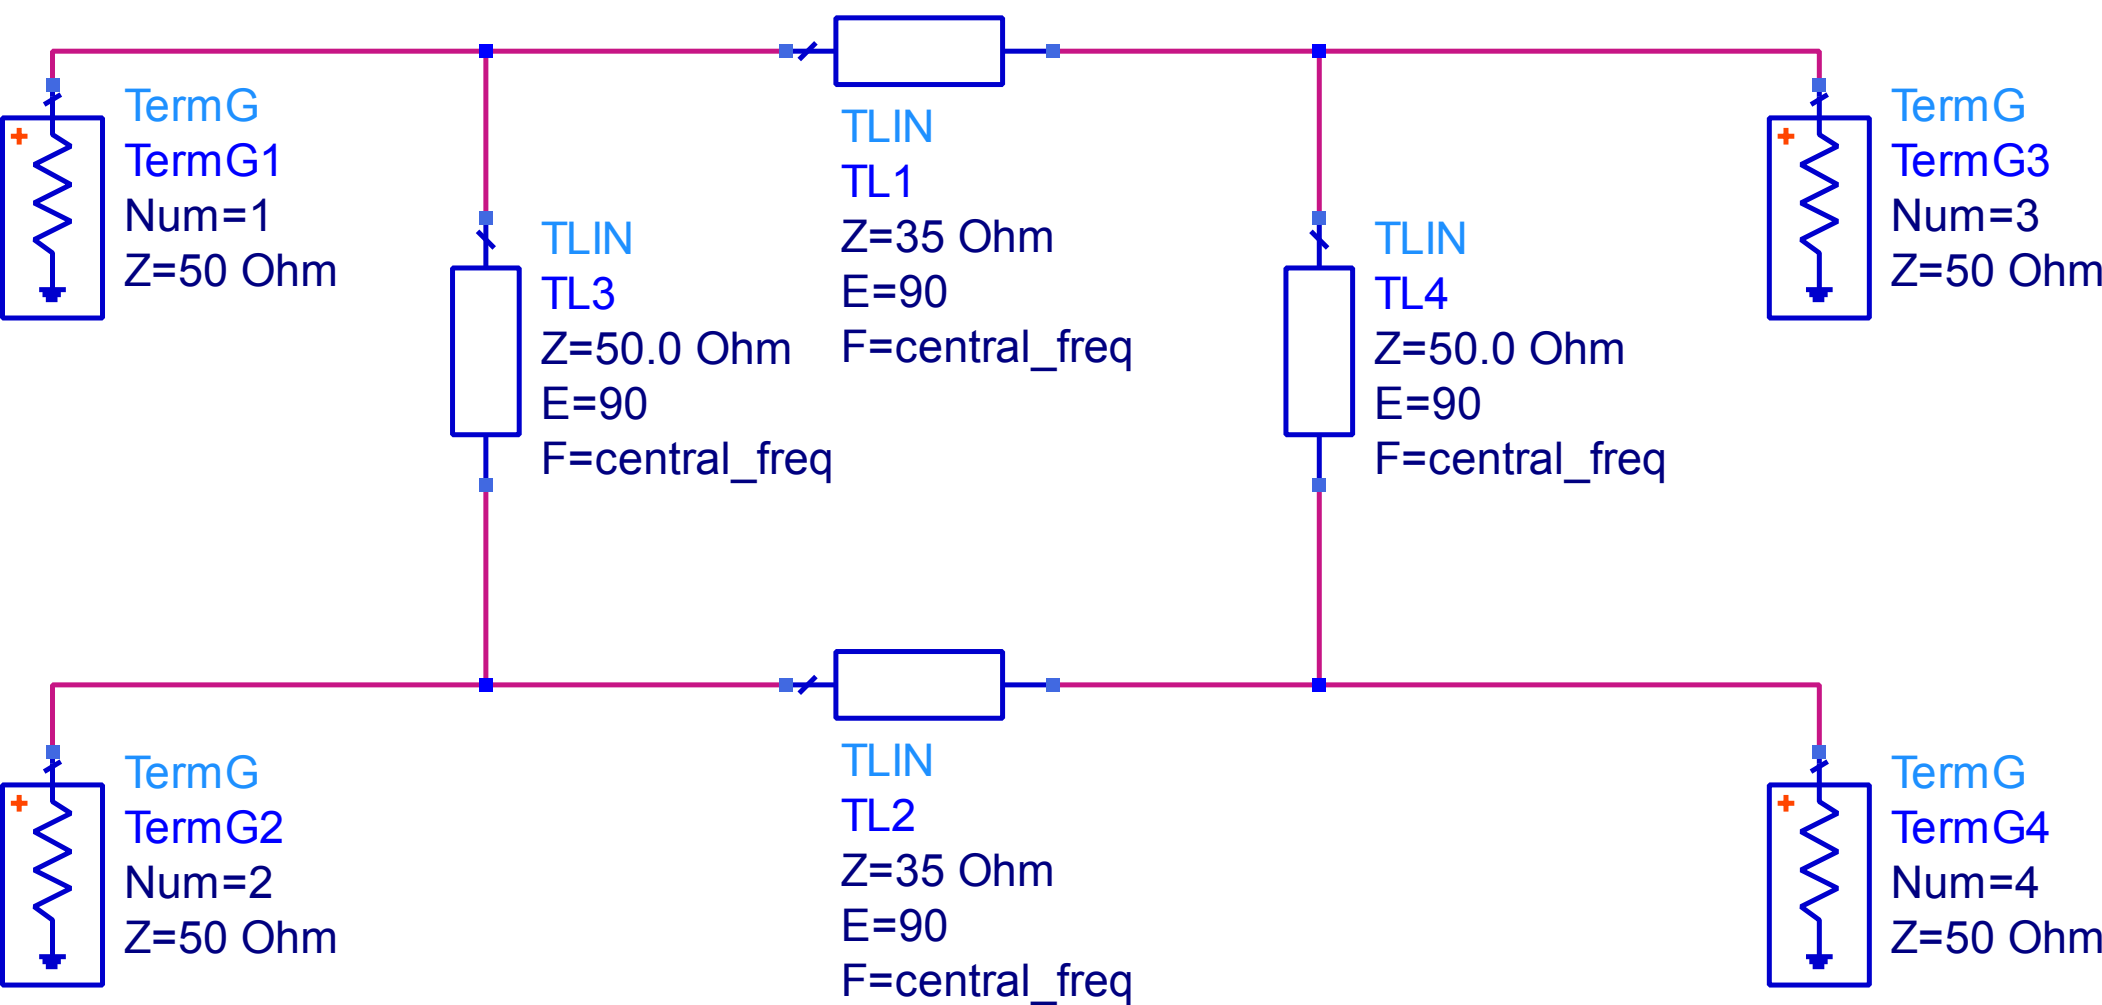 TermG
TermG1
Num=1
Z=50 Ohm
TLIN
TL3
Z=50.0 Ohm
E=90
F=central_freq
TLIN
TL1
Z=35 Ohm
E=90
F=central_freq
TLIN
TL4
Z=50.0 Ohm
E=90
F=central_freq
TermG
TermG3
Num=3
Z=50 Ohm
TermG
TermG2
Num=2
Z=50 Ohm
TLIN
TL2
Z=35 Ohm
E=90
F=central_freq
TermG
TermG4
Num=4
Z=50 Ohm